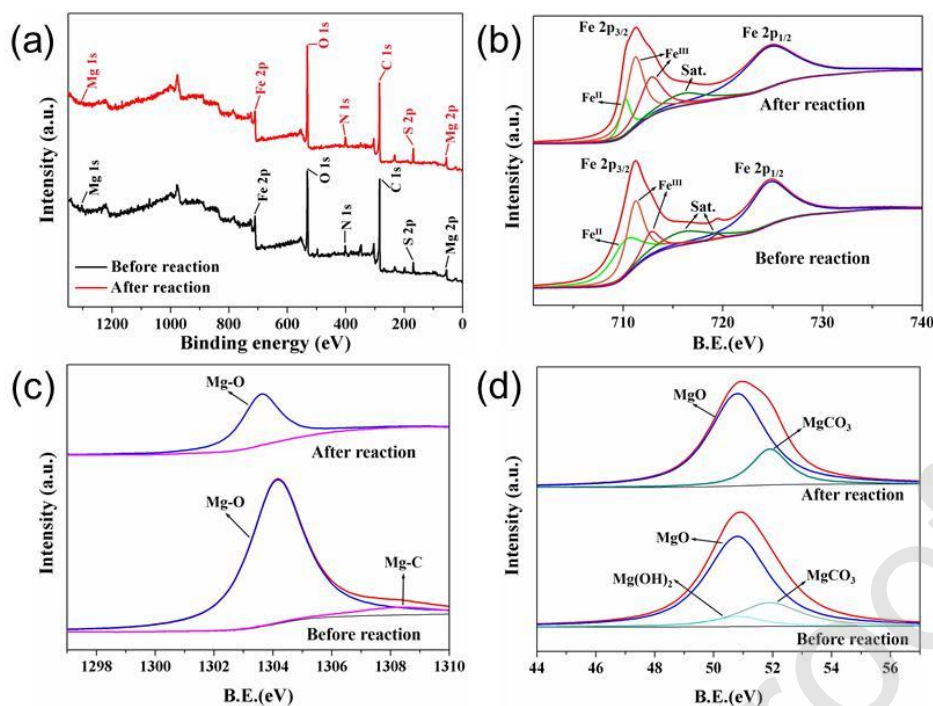 (a)
Mg 1s
Fe 2p
O 1s
N 1s
C 1s
S 2p
Mg 2p
Mg 1s
Fe 2p
O 1s
N 1s
C 1s
S 2p
Mg 2p
Before reaction
After reaction
Intensity (a.u.)
1200 1000 800 600 400 200 0
Binding energy (eV)
(b)
Fe 2p3/2
Fe 2p1/2
FeIII
Sat.
FeII
After reaction
Fe 2p3/2
Fe 2p1/2
FeIII
Sat.
FeII
Before reaction
Intensity (a.u.)
710 720 730 740
B.E.(eV)
(c)
Mg-O
After reaction
Mg-O
Mg-C
Before reaction
Intensity (a.u.)
1298 1300 1302 1304 1306 1308 1310
B.E.(eV)
(d)
MgO
MgCO3
After reaction
MgO
Mg(OH)2
MgCO3
Before reaction
Intensity (a.u.)
44 46 48 50 52 54 56
B.E.(eV)